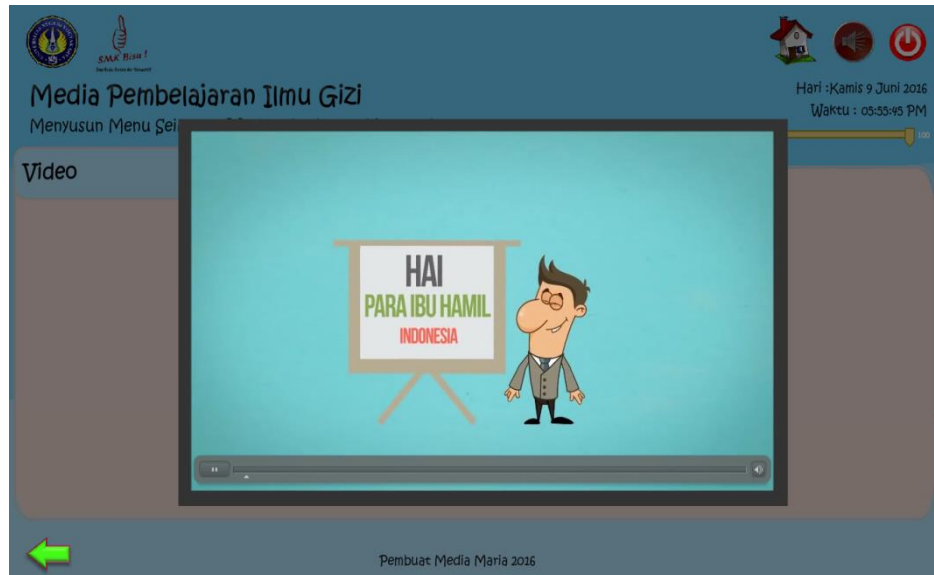 SMK Bisa!
Media Pembelajaran Ilmu Gizi
Hari :Kamis 9 Juni 2016
Menyusun Menu
Waktu : 05:55:45 PM
100
Video
HAI
PARA IBU HAMIL
INDONESIA
Pembuat Media Maria 2016